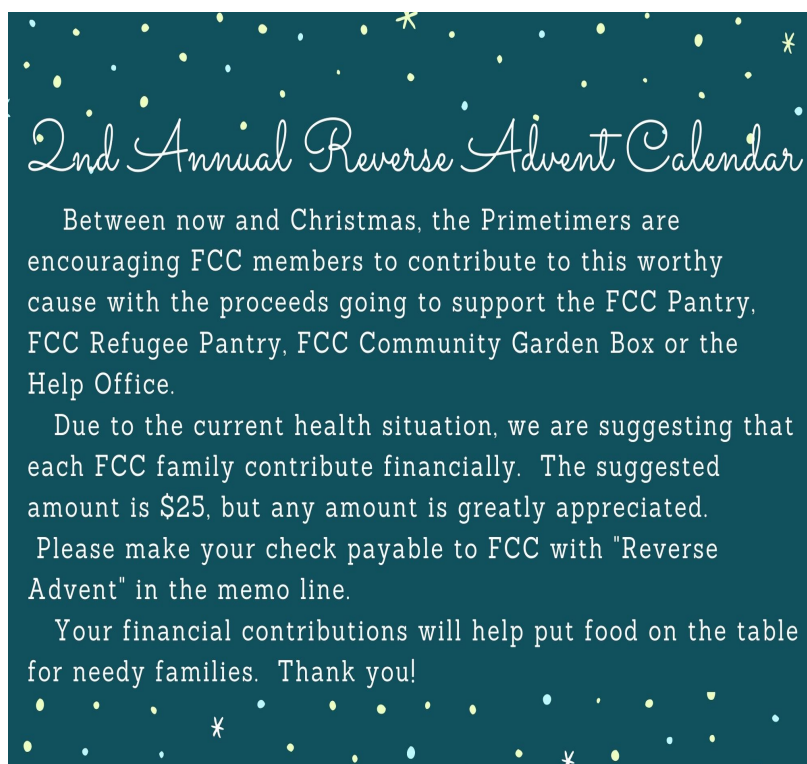 2nd Annual Reverse Advent Calendar
Between now and Christmas, the Primetimers are
encouraging FCC members to contribute to this worthy
cause with the proceeds going to support the FCC Pantry,
FCC Refugee Pantry, FCC Community Garden Box or the
Help Office.
Due to the current health situation, we are suggesting that
each FCC family contribute financially.  The suggested
amount is $25, but any amount is greatly appreciated.
Please make your check payable to FCC with "Reverse
Advent" in the memo line.
Your financial contributions will help put food on the table
for needy families.  Thank you!